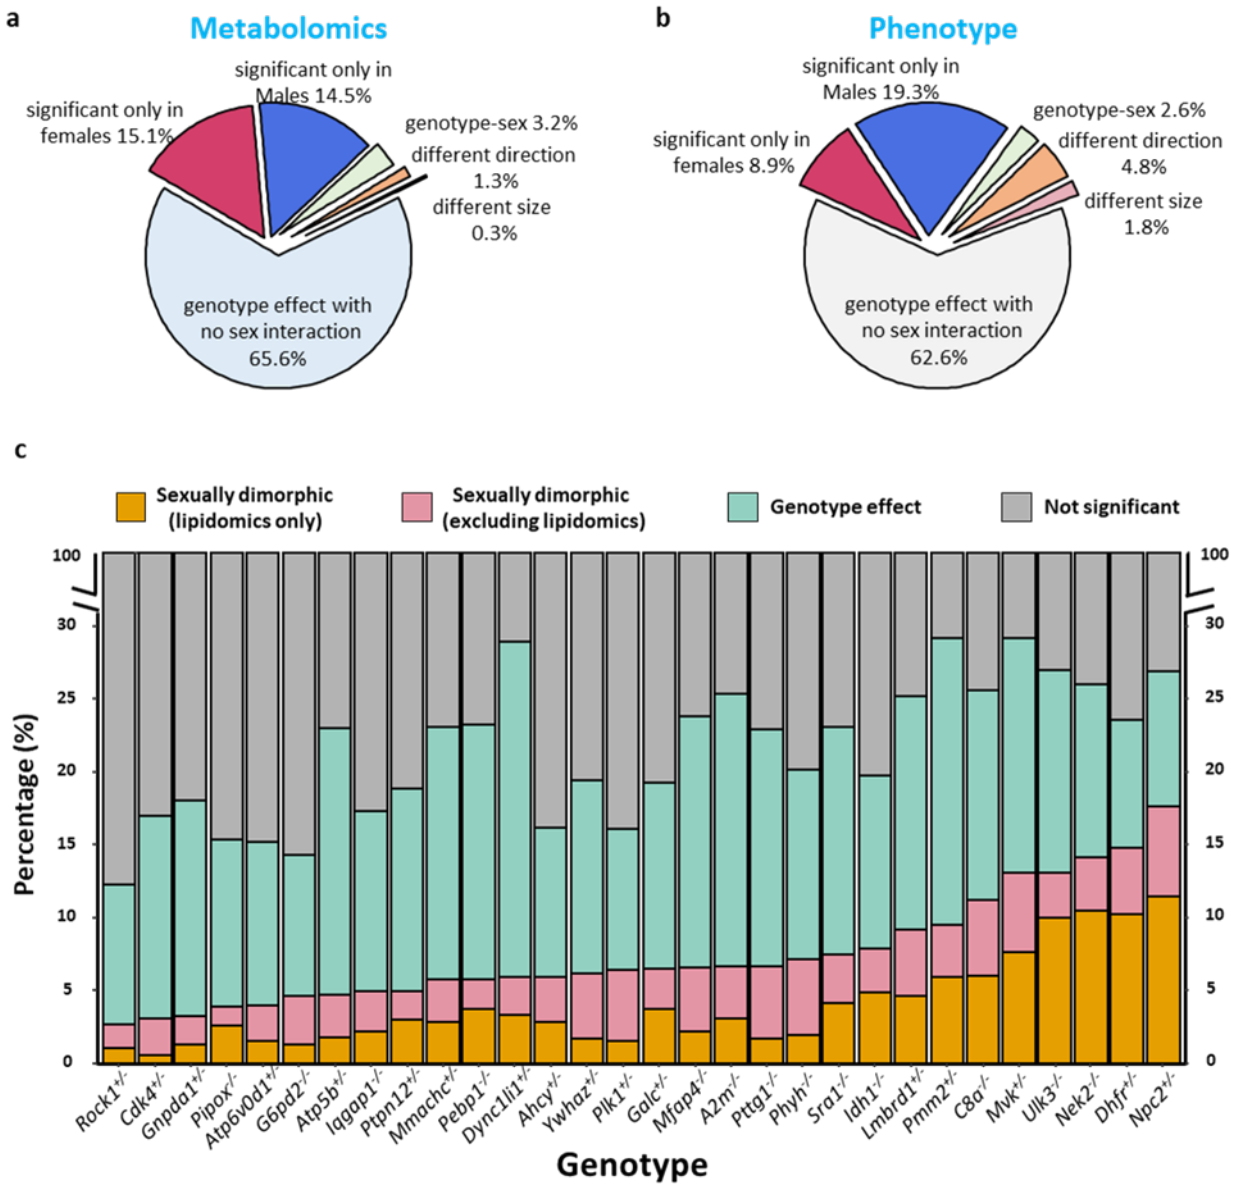 a
Metabolomics
significant only in
Males 14.5%
significant only in
females 15.1%
genotype-sex 3.2%
different direction
1.3%
different size
0.3%
genotype effect with
no sex interaction
65.6%
b
Phenotype
significant only in
Males 19.3%
significant only in
females 8.9%
genotype-sex 2.6%
different direction
4.8%
different size
1.8%
genotype effect with
no sex interaction
62.6%
c
Sexually dimorphic
(lipidomics only)
Sexually dimorphic
(excluding lipidomics)
Genotype effect
Not significant
Percentage (%)
100
30
25
20
15
10
5
0
100
30
25
20
15
10
5
0
Rock1+/-
Cdk4+/-
Gnpda1+/-
Pipox-/-
Atp6v0d1+/-
G6pd2-/-
Atp5b+/-
Iqgap1-/-
Ptpn12+/-
Mmachc+/-
Pebp1-/-
Dync1li1+/-
Ahcy+/-
Ywhaz+/-
Plk1+/-
Galc+/-
Mfap4-/-
A2m-/-
Pttg1-/-
Phyh-/-
Sra1-/-
Idh1-/-
Lmbrd1+/-
Pmm2+/-
C8a-/-
Mvk+/-
Ulk3-/-
Nek2-/-
Dhfr+/-
Npc2+/-
Genotype